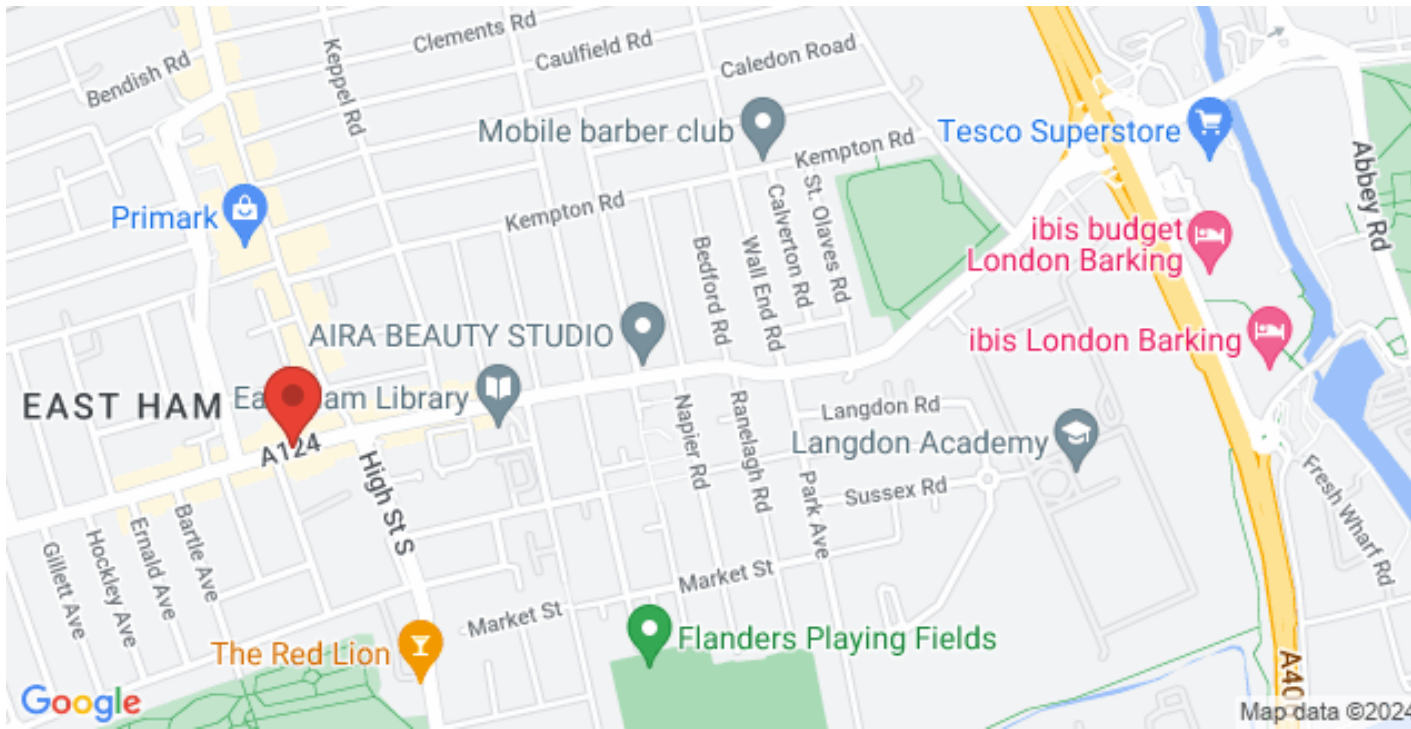 Clements Rd
Caulfield Rd
Caledon Road
Bendish Rd
Keppel Rd
Mobile barber club
Kempton Rd
Tesco Superstore
Abbey Rd
Primark
Kempton Rd
St. Olaves Rd
Calverton Rd
Wall End Rd
Bedford Rd
ibis budget
London Barking
AIRA BEAUTY STUDIO
ibis London Barking
EAST HAM
Library
A124
High St S
Napier Rd
Ranelagh Rd
Langdon Rd
Langdon Academy
Park Ave
Sussex Rd
Fresh Wharf Rd
Gillett Ave
Hockley Ave
Ernald Ave
Bartle Ave
Market St
Market St
The Red Lion
Flanders Playing Fields
Google
Map data ©2024